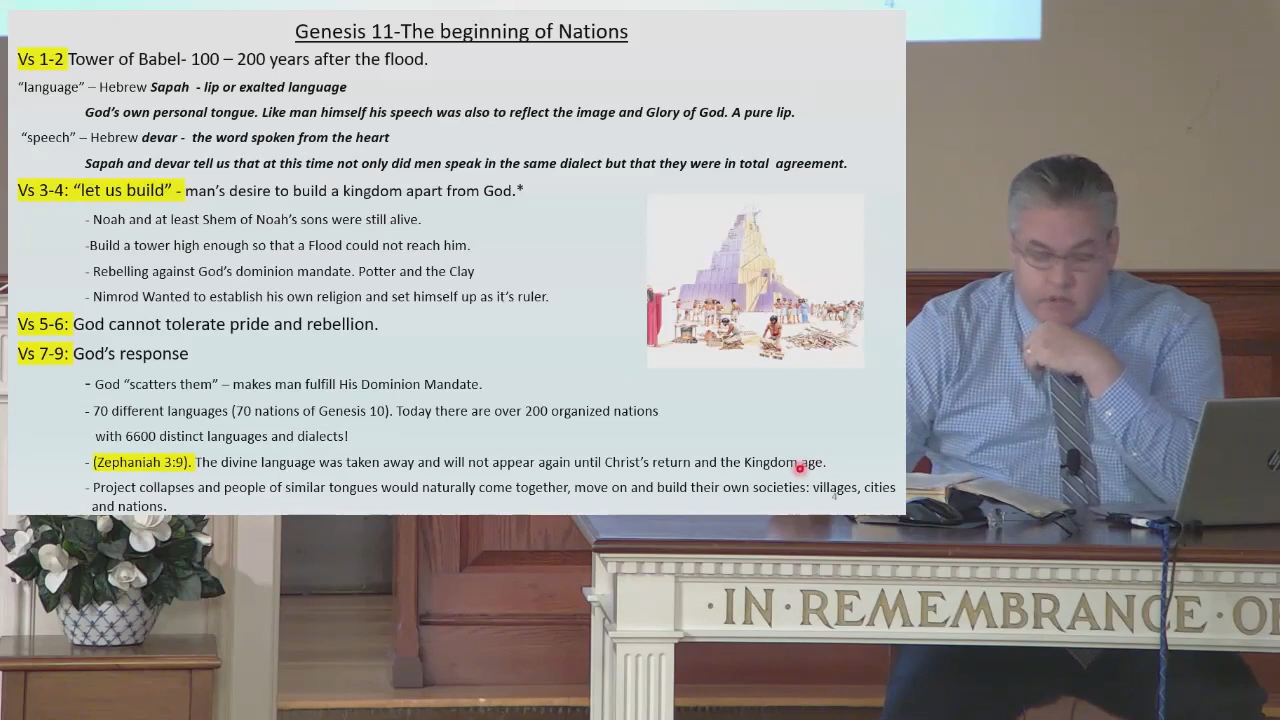 Genesis 11-The beginning of Nations
Vs 1-2 Tower of Babel- 100 – 200 years after the flood.
“language” – Hebrew Sapah - lip or exalted language
God’s own personal tongue. Like man himself his speech was also to reflect the image and Glory of God. A pure lip.
“speech” – Hebrew devar - the word spoken from the heart
Sapah and devar tell us that at this time not only did men speak in the same dialect but that they were in total agreement.
Vs 3-4: “let us build” - man’s desire to build a kingdom apart from God.*
- Noah and at least Shem of Noah’s sons were still alive.
-Build a tower high enough so that a Flood could not reach him.
- Rebelling against God’s dominion mandate. Potter and the Clay
- Nimrod Wanted to establish his own religion and set himself up as it’s ruler.
Vs 5-6: God cannot tolerate pride and rebellion.
Vs 7-9: God’s response
- God “scatters them” – makes man fulfill His Dominion Mandate.
- 70 different languages (70 nations of Genesis 10). Today there are over 200 organized nations
with 6600 distinct languages and dialects!
- (Zephaniah 3:9). The divine language was taken away and will not appear again until Christ’s return and the Kingdom age.
- Project collapses and people of similar tongues would naturally come together, move on and build their own societies: villages, cities
and nations.
4
·IN·REMEMBRANCE·O